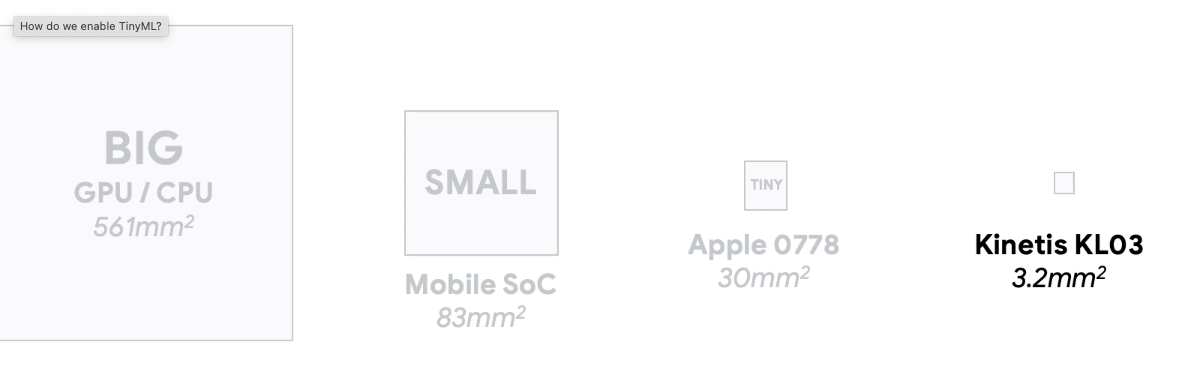 How do we enable TinyML?
BIG
GPU / CPU
561mm²
SMALL
Mobile SoC
83mm²
TINY
Apple 0778
30mm²
Kinetis KL03
3.2mm²